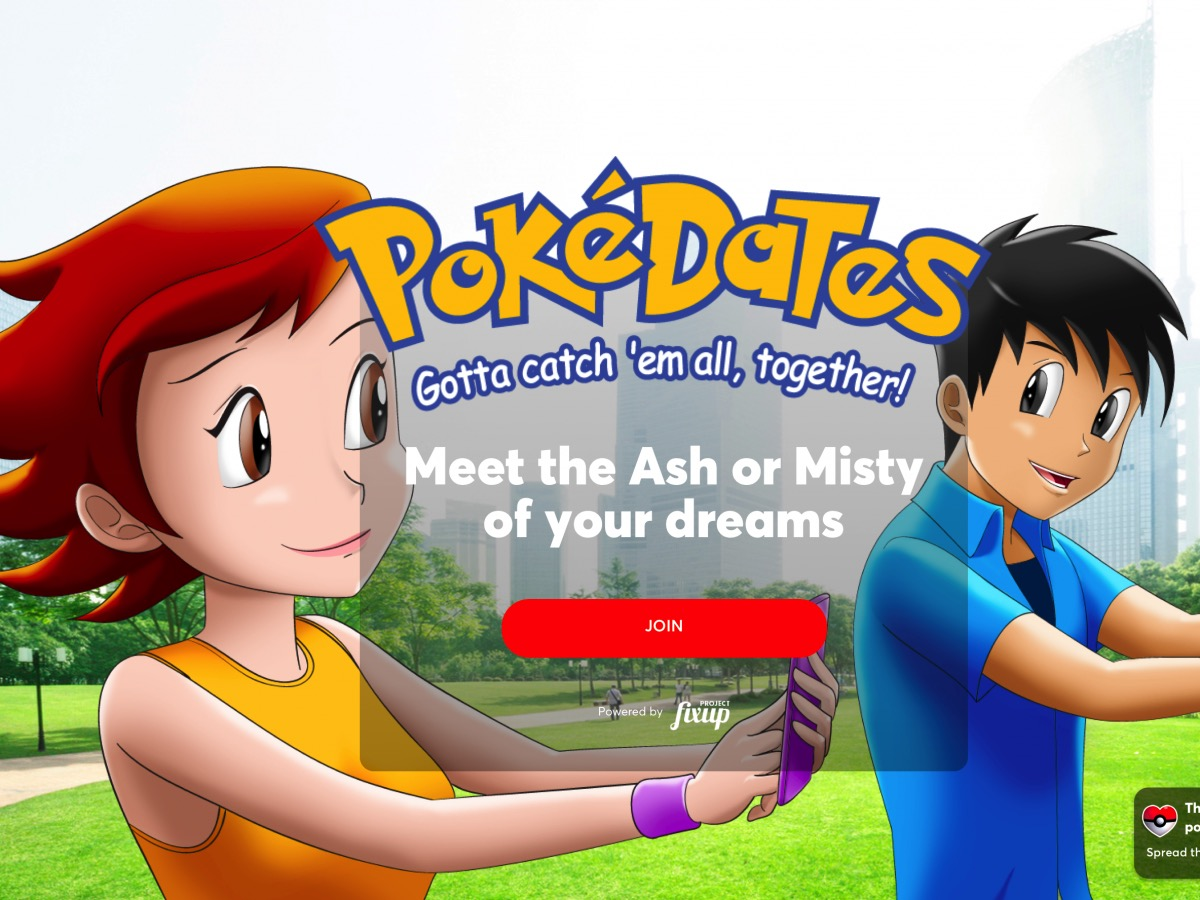 PokéDates
Gotta catch 'em all, together!
Meet the Ash or Misty
of your dreams
JOIN
Powered by
PROJECT
fixup
Spread